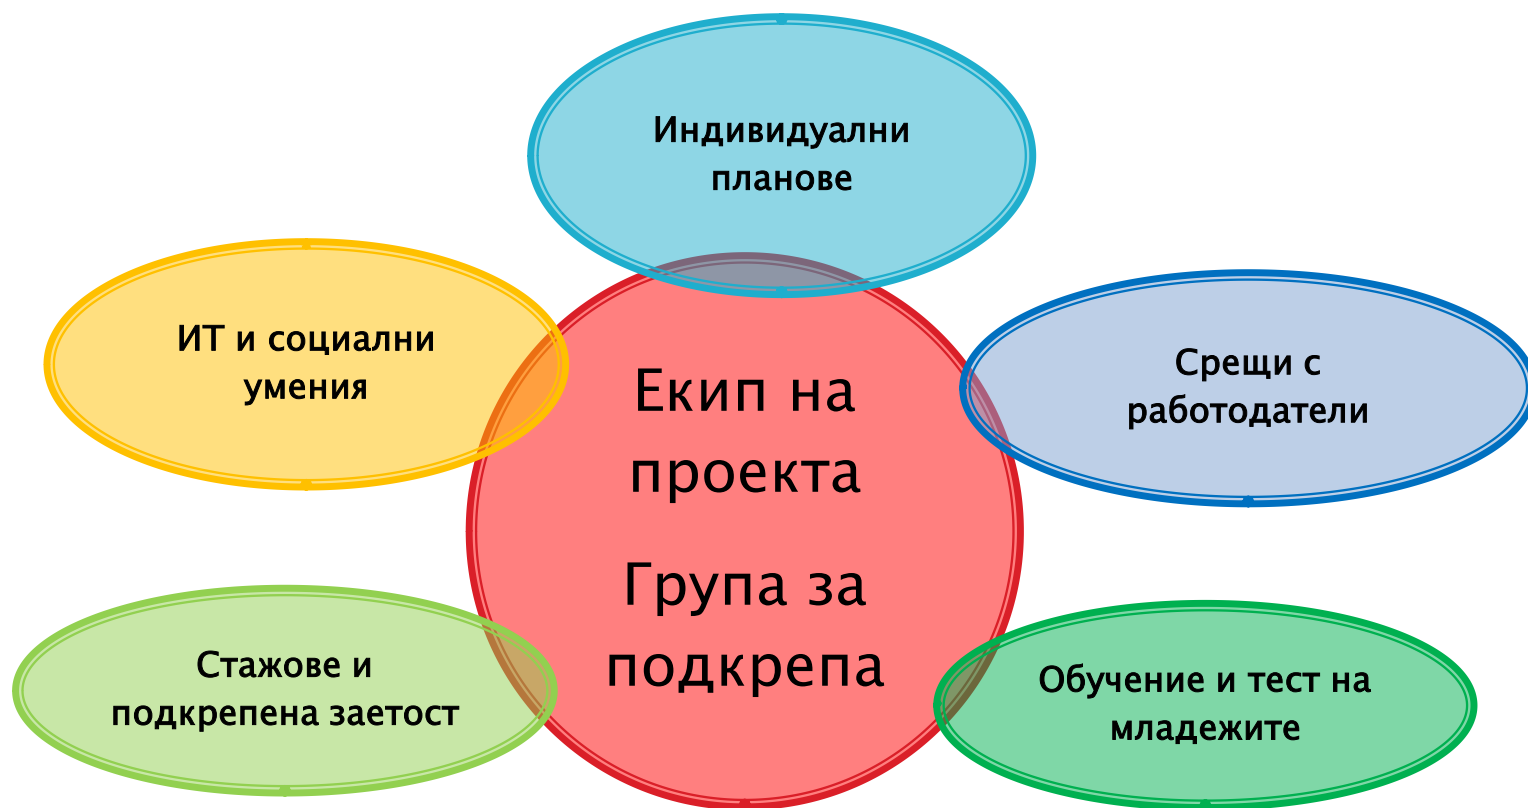 Индивидуални
планове
ИТ и социални
умения
Срещи с
работодатели
Екип на
проекта
Група за
подкрепа
Стажове и
подкрепена заетост
Обучение и тест на
младежите